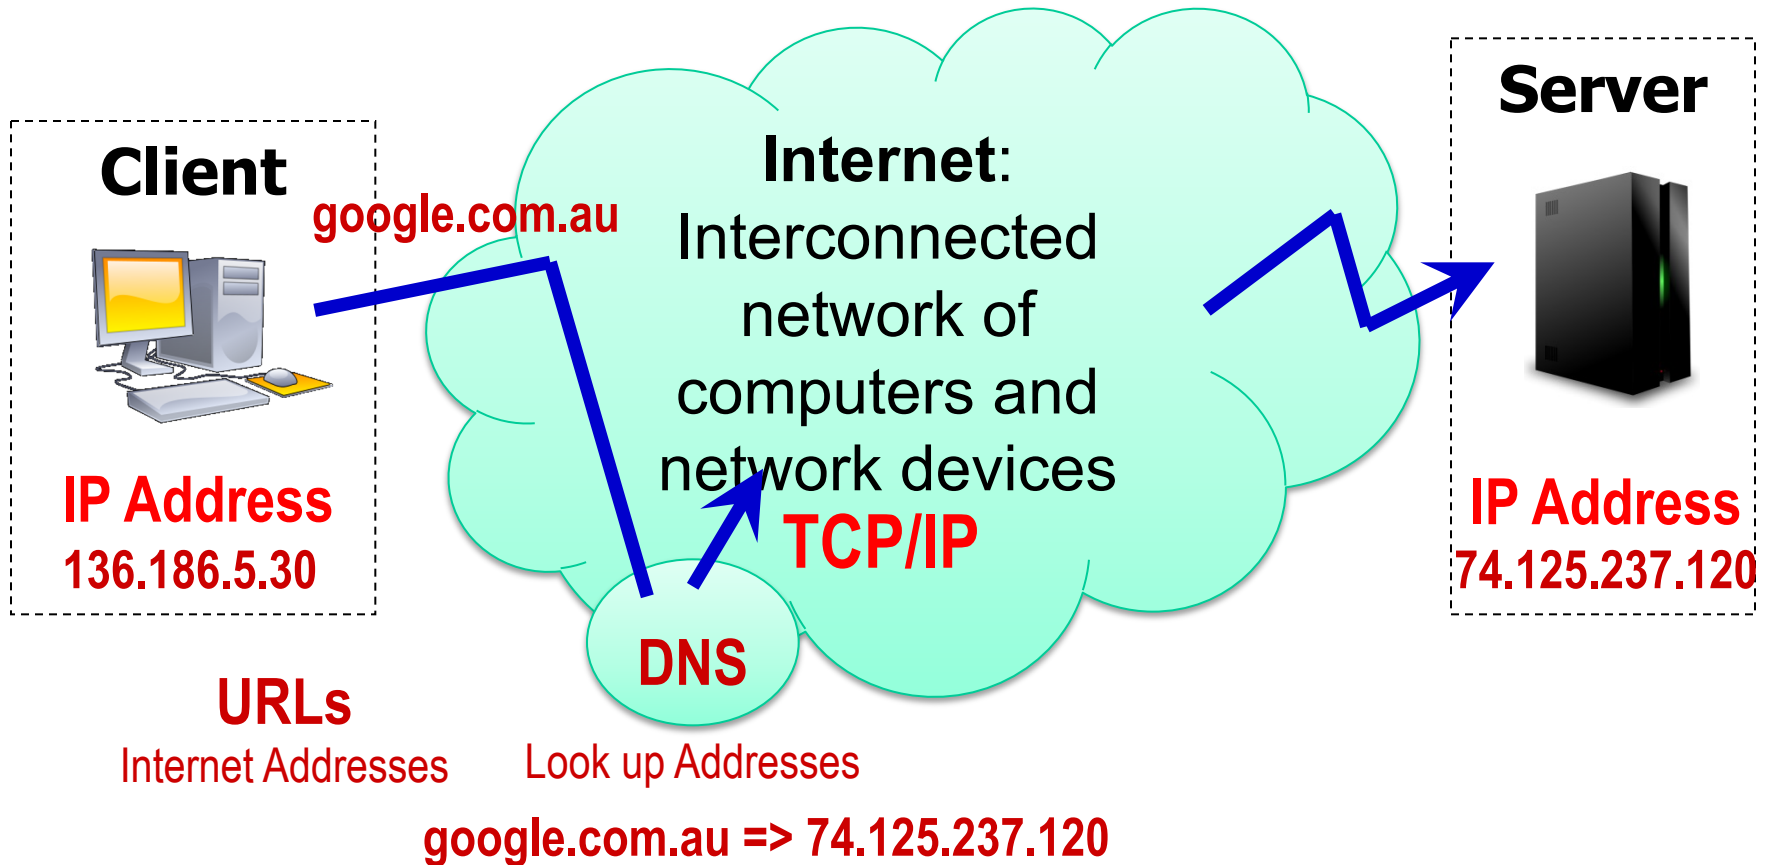 Client
google.com.au
IP Address
136.186.5.30
Internet:
Interconnected
network of
computers and
network devices
TCP/IP
Server
IP Address
74.125.237.120
DNS
URLs
Internet Addresses
Look up Addresses
google.com.au => 74.125.237.120